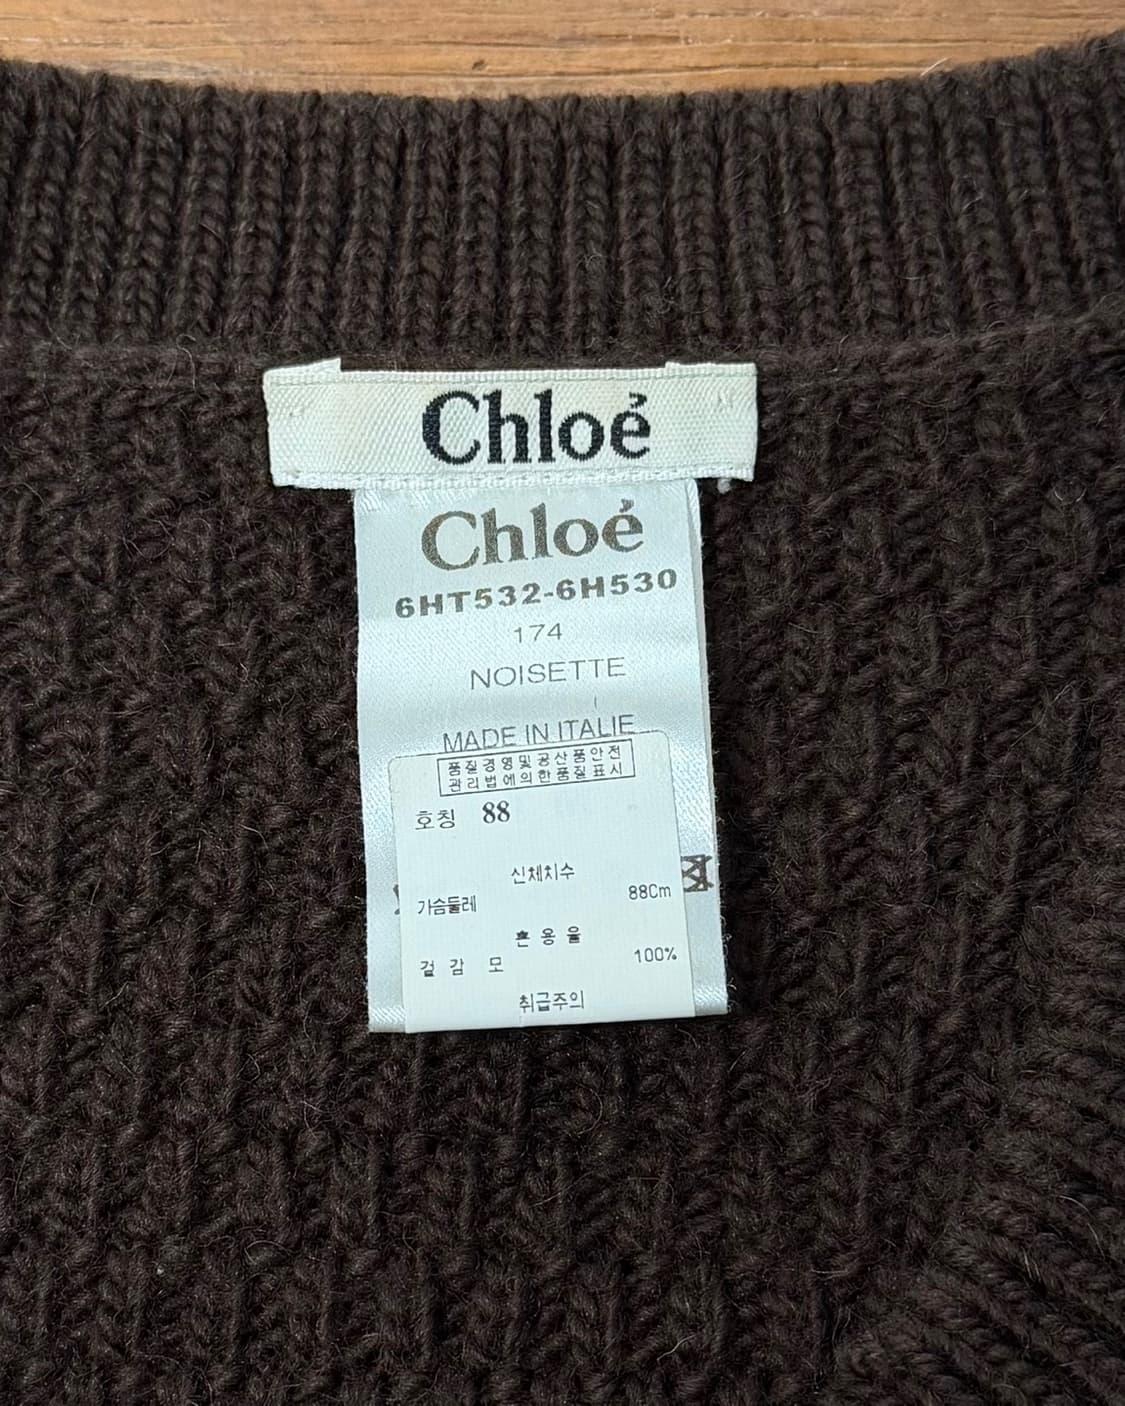 Chloé
Chloé
6HT532-6H530
174
NOISETTE
MADE IN ITALIE
품질경영및공산품안전
관리법에의한품질표시
호칭 88
신체치수
가슴둘레 88Cm
혼용율
겉감 모 100%
취급주의